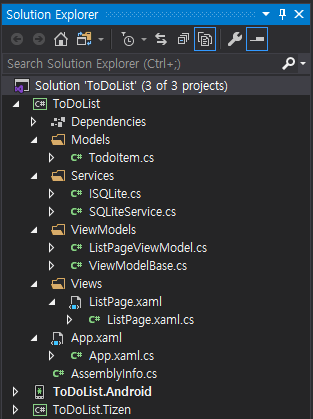 Solution Explorer
Search Solution Explorer (Ctrl+;)
Solution 'ToDoList' (3 of 3 projects)
C# ToDoList
Dependencies
Models
C# TodoItem.cs
Services
C# ISQLite.cs
C# SQLiteService.cs
ViewModels
C# ListPageViewModel.cs
C# ViewModelBase.cs
Views
ListPage.xaml
C# ListPage.xaml.cs
App.xaml
C# App.xaml.cs
C# AssemblyInfo.cs
ToDoList.Android
C# ToDoList.Tizen